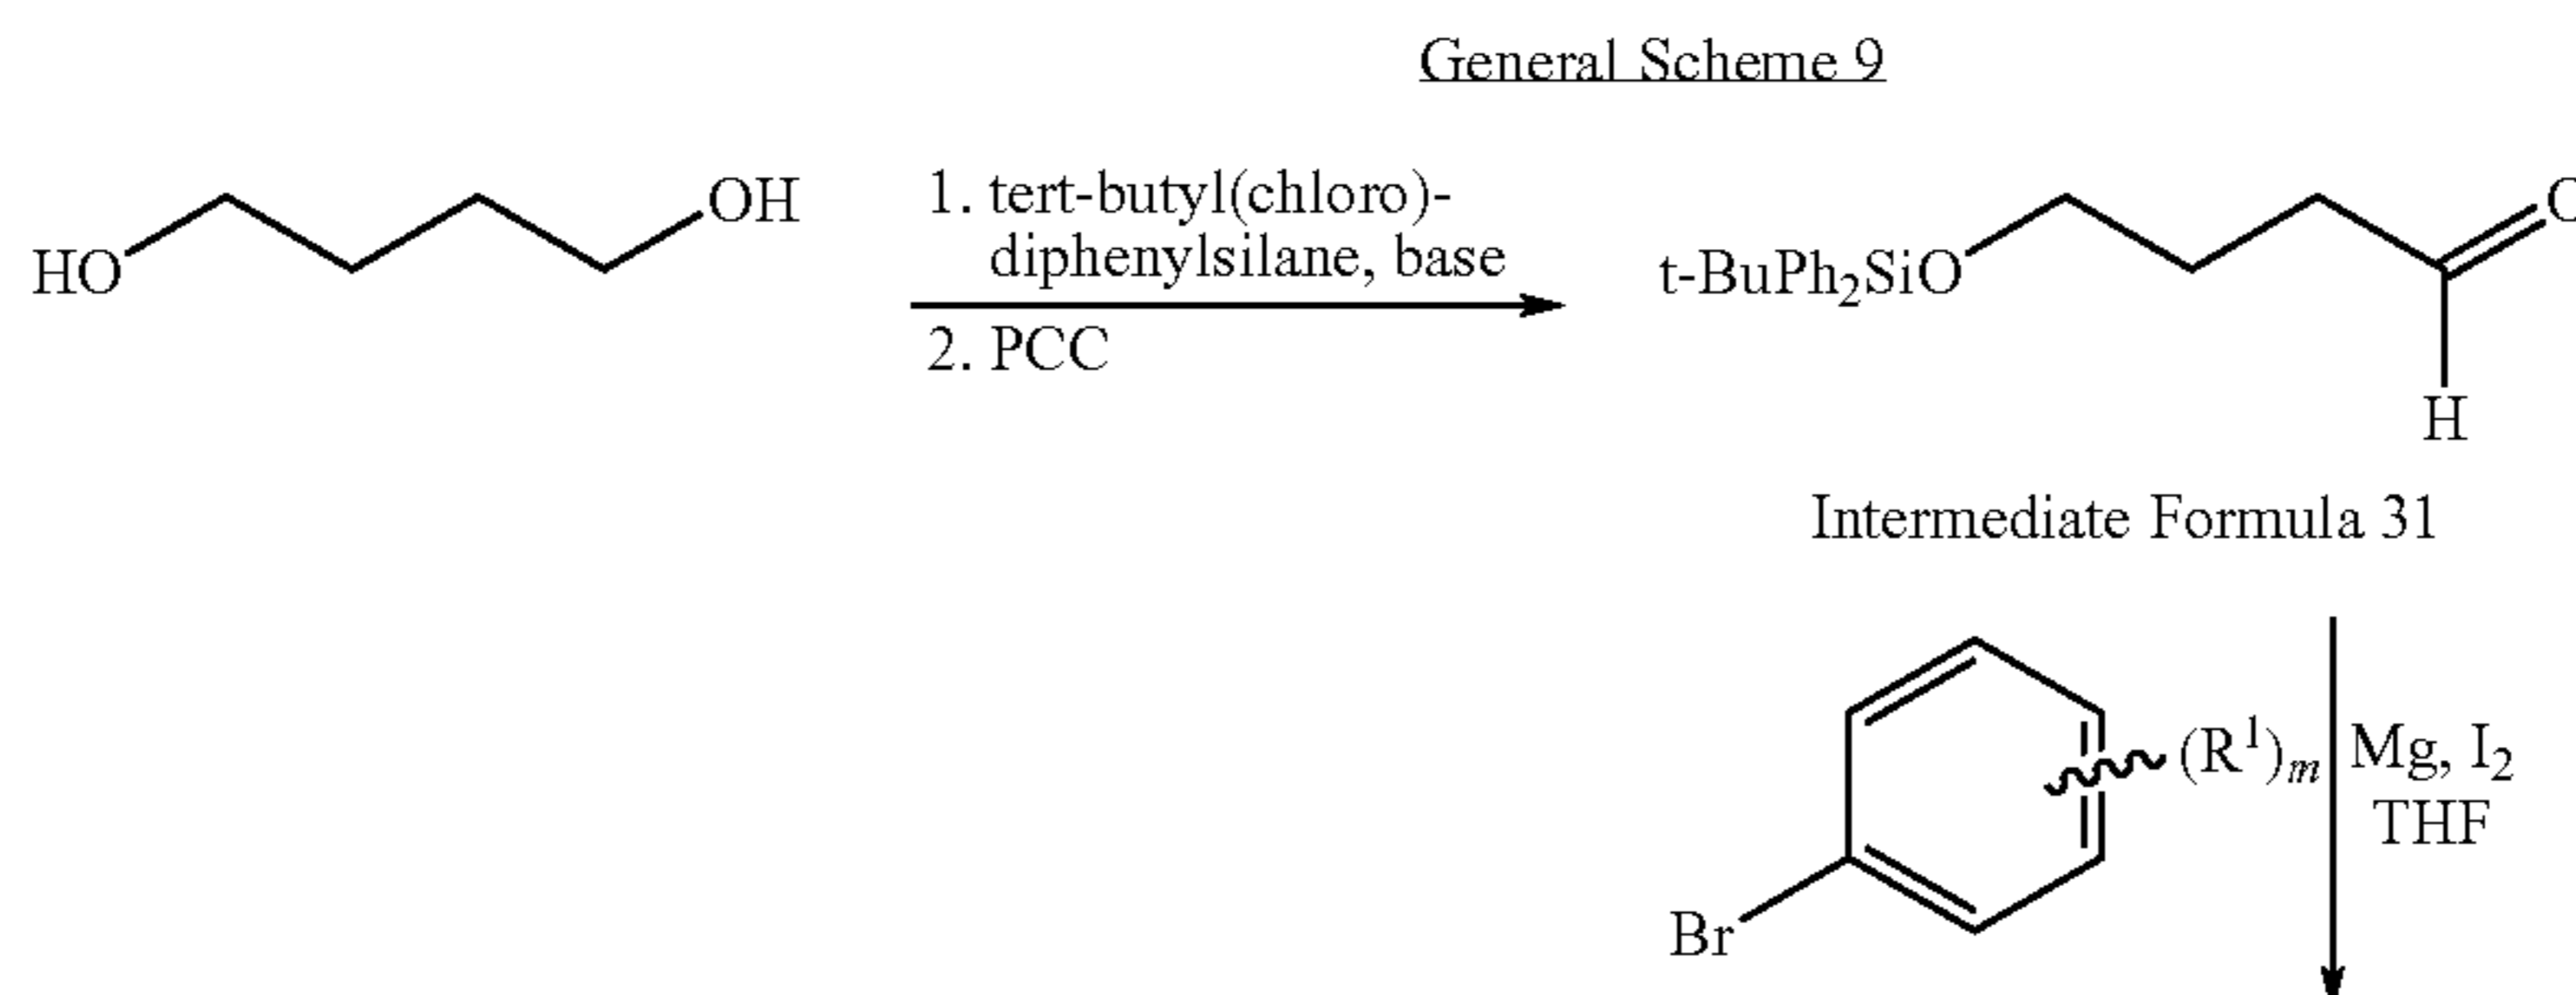 General Scheme 9
HO
OH
1. tert-butyl(chloro)-
diphenylsilane, base
2. PCC
t-BuPh₂SiO
O
H
Intermediate Formula 31
Br
(R¹)ₘ
Mg, I₂
THF